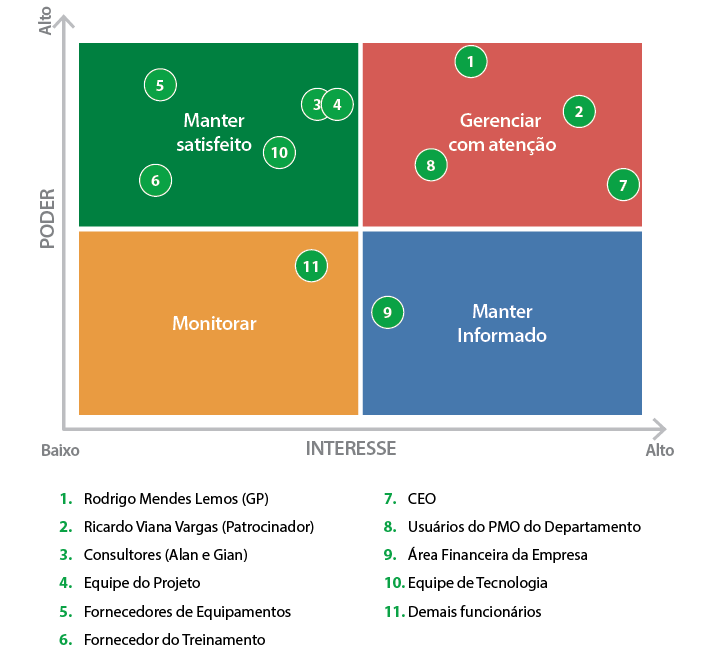 Alto
PODER
5
3
4
Manter
satisfeito
10
6
1
2
Gerenciar
com atenção
8
7
11
Monitorar
9
Manter
Informado
Baixo
INTERESSE
Alto
1. Rodrigo Mendes Lemos (GP)
2. Ricardo Viana Vargas (Patrocinador)
3. Consultores (Alan e Gian)
4. Equipe do Projeto
5. Fornecedores de Equipamentos
6. Fornecedor do Treinamento
7. CEO
8. Usuários do PMO do Departamento
9. Área Financeira da Empresa
10. Equipe de Tecnologia
11. Demais funcionários